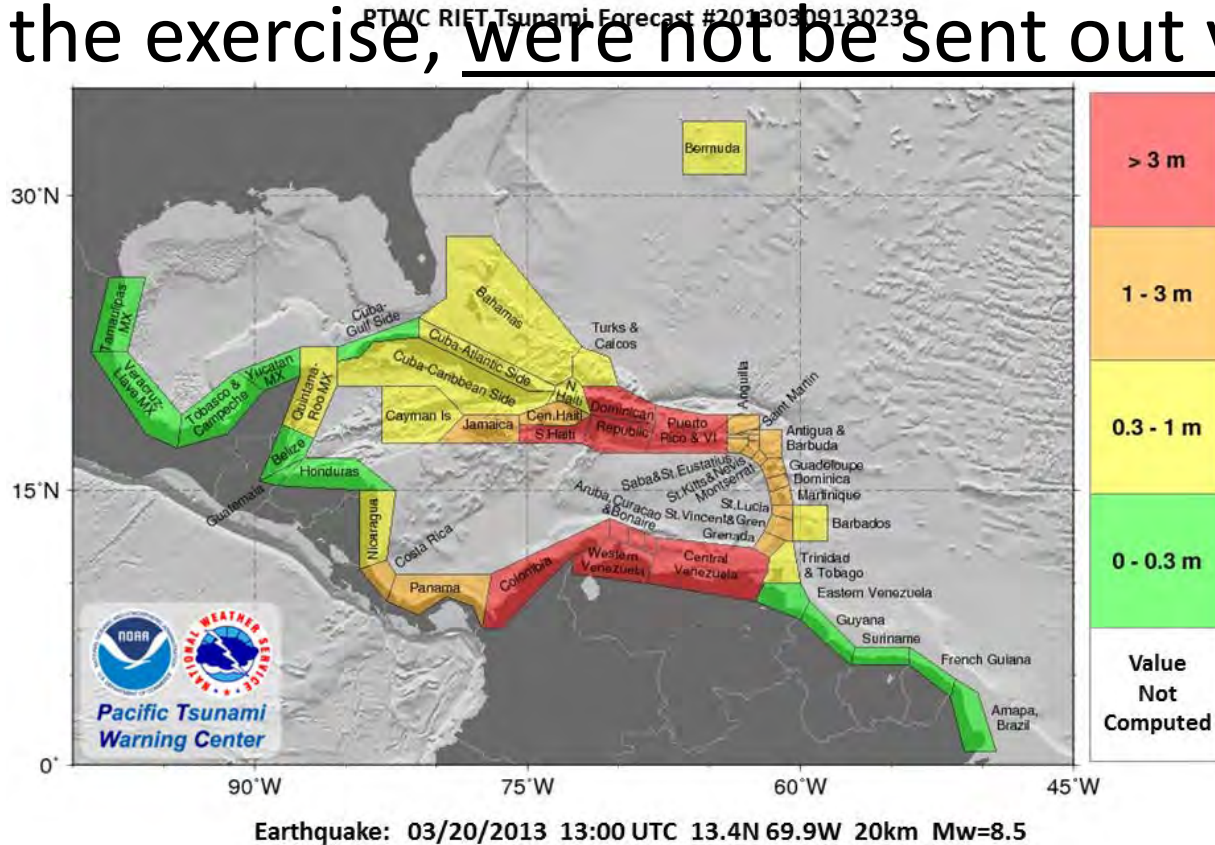 PTWC RIFT Tsunami Forecast #20130309130239
the exercise, were not be sent out v
Bermuda
> 3 m
30°N
1 - 3 m
Tamaulipas
MX
Veracruz-
Llave MX
Tobasco &
Campeche
Yucatan
MX
Quintana-
Roo MX
Cuba-
Gulf Side
Bahamas
Cuba-Atlantic Side
Cuba-Caribbean Side
Turks &
Caicos
N
Haiti
Cayman Is
Jamaica
Cen.Haiti
S.Haiti
Dominican
Republic
Puerto
Rico & VI
Anguilla
Saint Martin
Antigua &
Barbuda
0.3 - 1 m
Belize
Honduras
Guatemala
15°N
Saba&St.Eustatius
St.Kitts&Nevis
Montserrat
Guadeloupe
Dominica
Martinique
Aruba,Curaçao
&Bonaire
St.Lucia
St.Vincent&Gren
Grenada
Barbados
Nicaragua
Costa Rica
Panama
Colombia
Western
Venezuela
Central
Venezuela
Trinidad
& Tobago
0 - 0.3 m
Eastern Venezuela
Guyana
Suriname
French Guiana
Amapa,
Brazil
Value
Not
Computed
NOAA
NATIONAL WEATHER SERVICE
Pacific Tsunami
Warning Center
0°
90°W
75°W
60°W
45°W
Earthquake: 03/20/2013 13:00 UTC 13.4N 69.9W 20km Mw=8.5